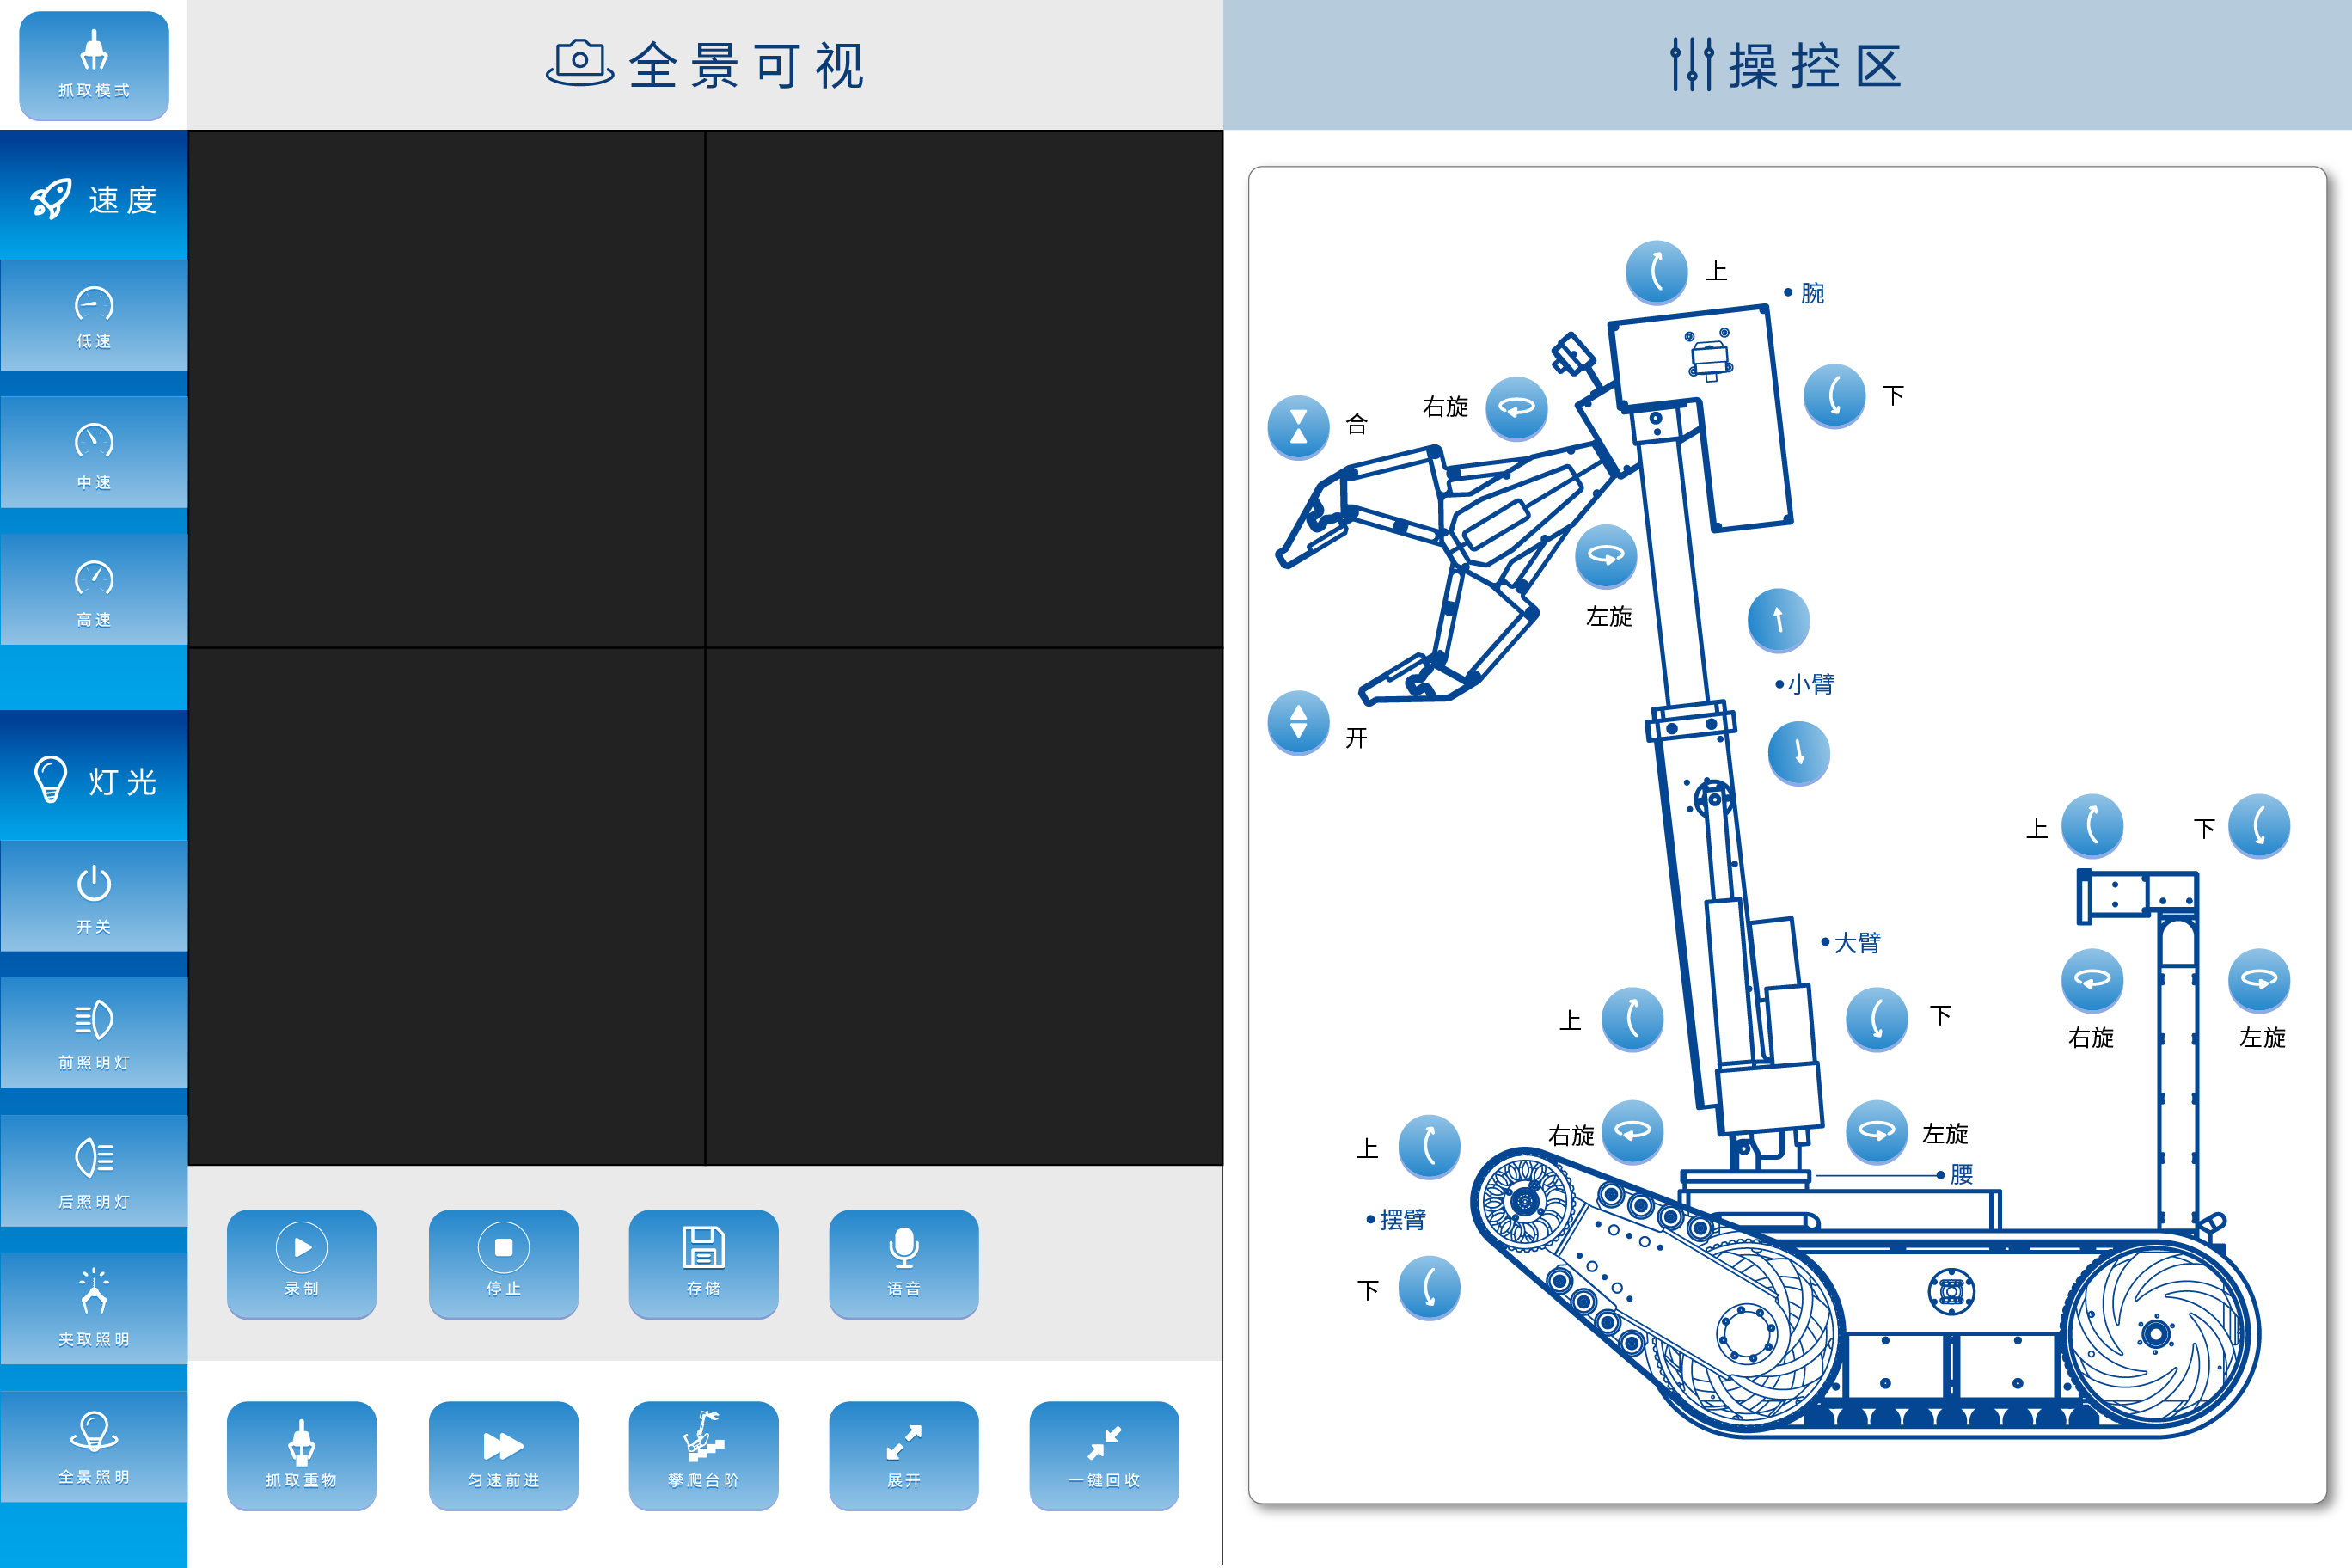 抓取模式
全景可视
操控区
速度
低速
中速
高速
灯光
开关
前照明灯
后照明灯
夹取照明
全景照明
录制
停止
存储
语音
抓取重物
匀速前进
攀爬台阶
展开
一键回收
上
• 腕
下
右旋
合
左旋
•小臂
开
上
下
•大臂
右旋
左旋
上
下
右旋
左旋
•腰
上
•摆臂
下